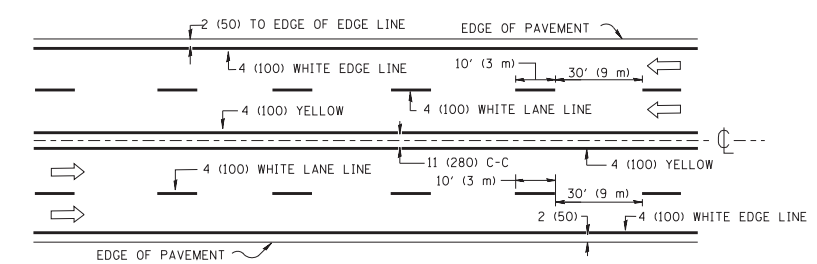 2 (50) TO EDGE OF EDGE LINE
EDGE OF PAVEMENT
4 (100) WHITE EDGE LINE
10' (3 m)
30' (9 m)
4 (100) YELLOW
4 (100) WHITE LANE LINE
℄
4 (100) WHITE LANE LINE
11 (280) C-C
4 (100) YELLOW
10' (3 m)
30' (9 m)
2 (50)
4 (100) WHITE EDGE LINE
EDGE OF PAVEMENT